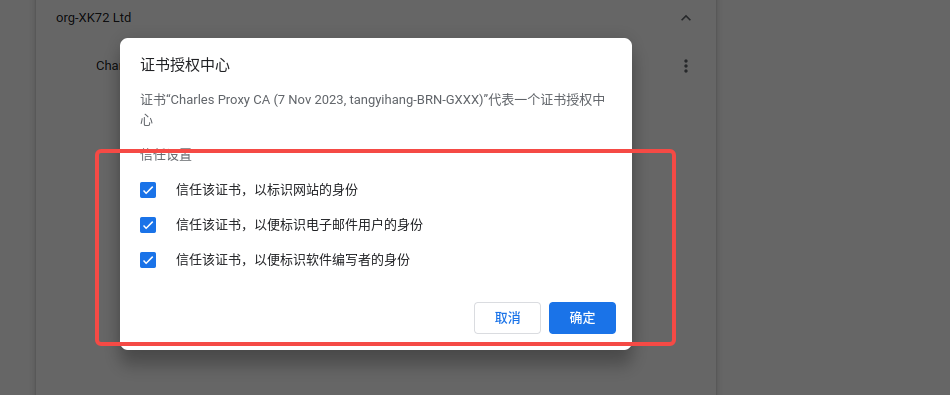 org-XK72 Ltd
Cha
证书授权中心
证书"Charles Proxy CA (7 Nov 2023, tangyihang-BRN-GXXX)"代表一个证书授权中
心
信任设置
信任该证书，以标识网站的身份
信任该证书，以便标识电子邮件用户的身份
信任该证书，以便标识软件编写者的身份
取消
确定